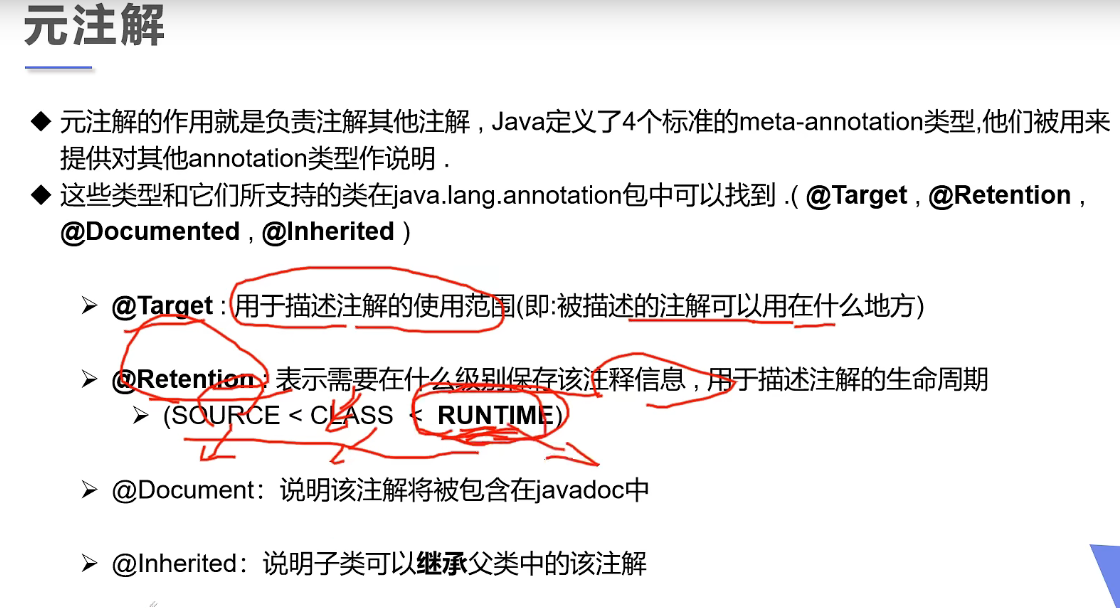 元注解
◆ 元注解的作用就是负责注解其他注解 , Java定义了4个标准的meta-annotation类型,他们被用来
提供对其他annotation类型作说明 .
◆ 这些类型和它们所支持的类在java.lang.annotation包中可以找到 .( @Target , @Retention ,
@Documented , @Inherited )
➢ @Target : 用于描述注解的使用范围(即:被描述的注解可以用在什么地方)
➢ @Retention : 表示需要在什么级别保存该注释信息 , 用于描述注解的生命周期
➢ (SOURCE < CLASS < RUNTIME)
➢ @Document：说明该注解将被包含在javadoc中
➢ @Inherited：说明子类可以继承父类中的该注解